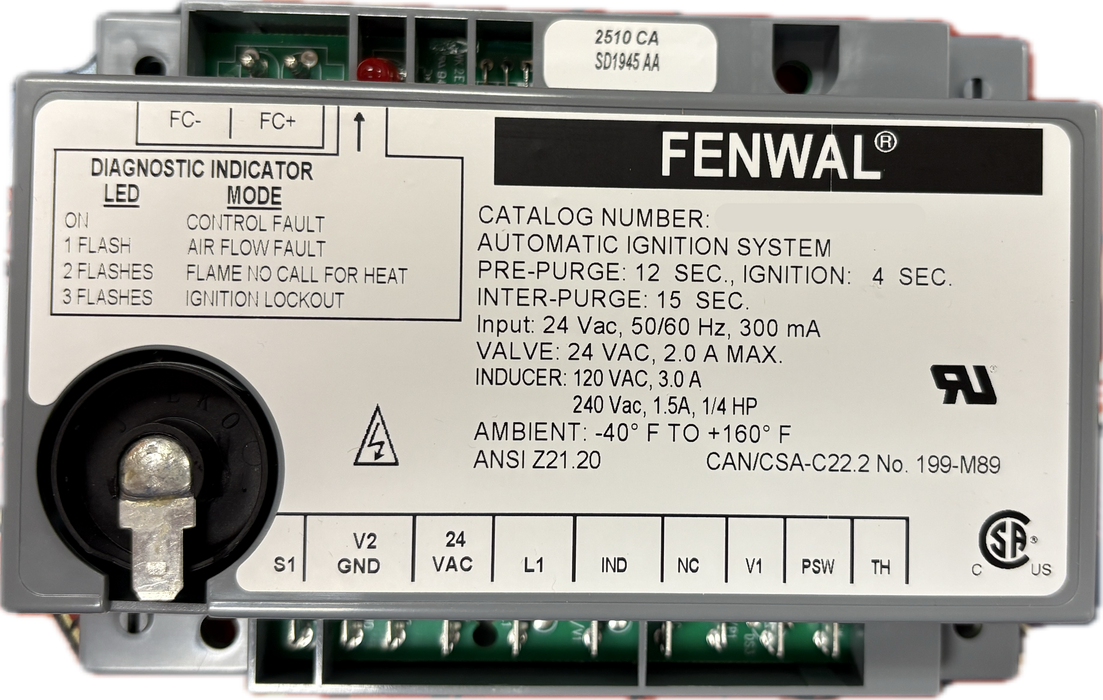 2510 CA
SD1945 AA
FC- FC+
DIAGNOSTIC INDICATOR
LED MODE
ON CONTROL FAULT
1 FLASH AIR FLOW FAULT
2 FLASHES FLAME NO CALL FOR HEAT
3 FLASHES IGNITION LOCKOUT
FENWAL®
CATALOG NUMBER:
AUTOMATIC IGNITION SYSTEM
PRE-PURGE: 12 SEC., IGNITION: 4 SEC.
INTER-PURGE: 15 SEC.
Input: 24 Vac, 50/60 Hz, 300 mA
VALVE: 24 VAC, 2.0 A MAX.
INDUCER: 120 VAC, 3.0 A
240 Vac, 1.5A, 1/4 HP
AMBIENT: -40° F TO +160° F
ANSI Z21.20 CAN/CSA-C22.2 No. 199-M89
S1 V2 GND 24 VAC L1 IND NC V1 PSW TH
C US